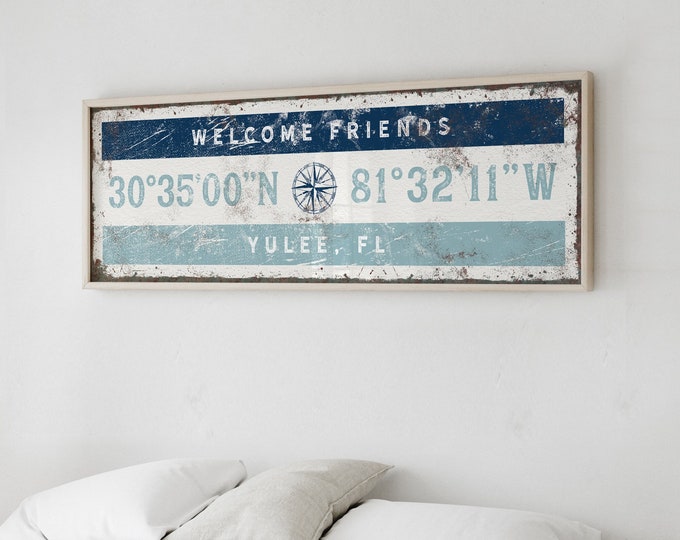 WELCOME FRIENDS
30°35'00”N 81°32'11”W
YULEE, FL